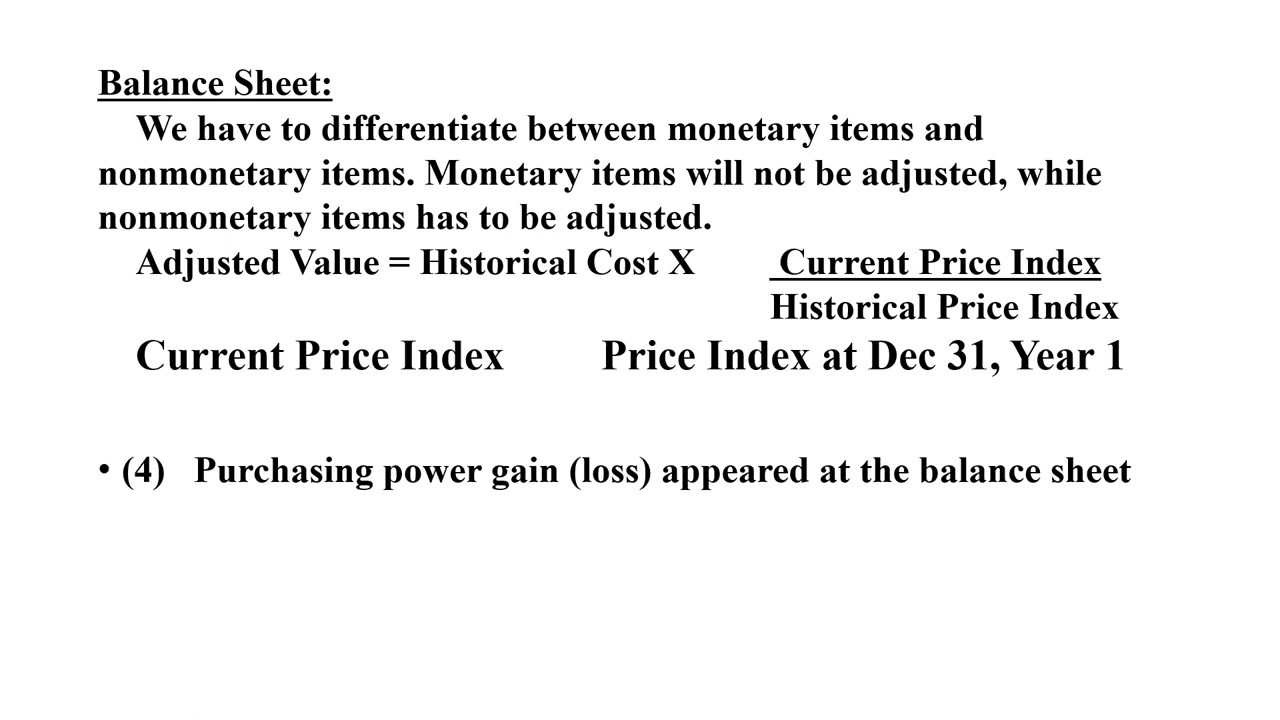 Balance Sheet:
We have to differentiate between monetary items and
nonmonetary items. Monetary items will not be adjusted, while
nonmonetary items has to be adjusted.
Adjusted Value = Historical Cost X Current Price Index
Historical Price Index
Current Price Index Price Index at Dec 31, Year 1
• (4) Purchasing power gain (loss) appeared at the balance sheet